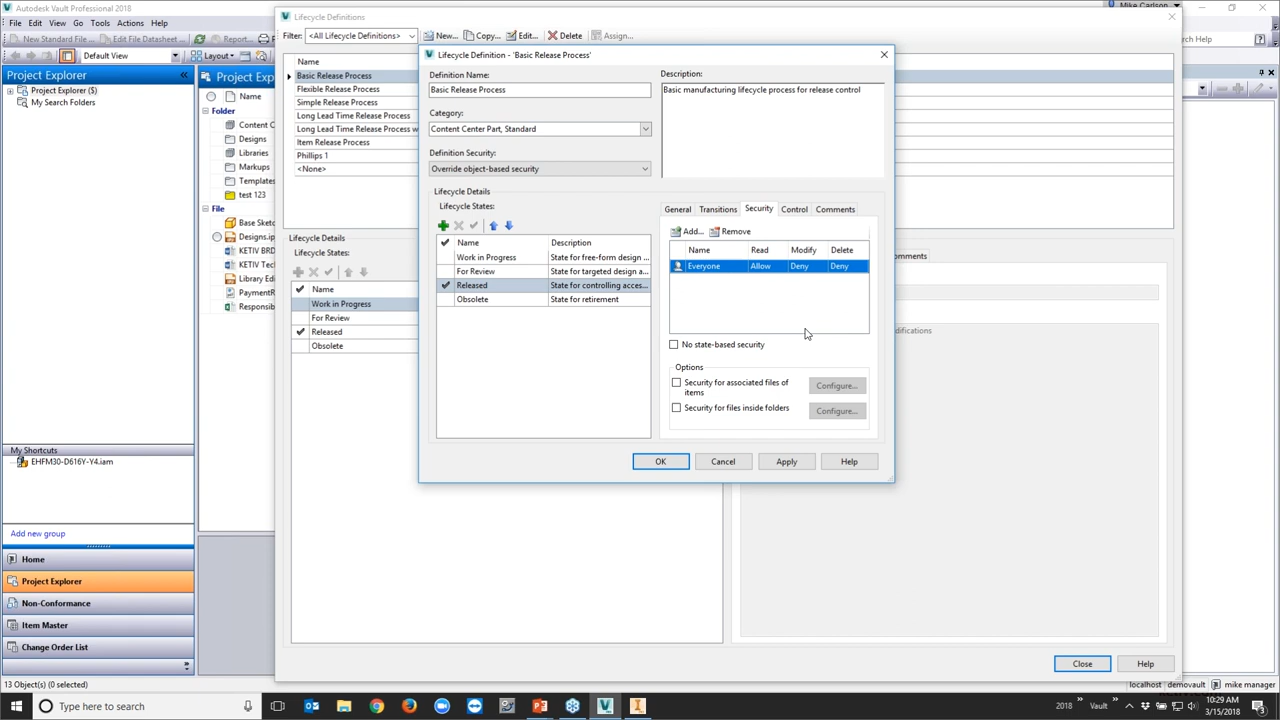 Autodesk Vault Professional 2018
Mike Carlson
File Edit View Go Tools Actions Help
New Standard File... Edit File Datasheet... Report...
Layout Default View
Search Help
Project Explorer
Project Explorer ($)
My Search Folders
My Shortcuts
EHFM30-D616Y-Y4.iam
Add new group
Home
Project Explorer
Non-Conformance
Item Master
Change Order List
13 Object(s) (0 selected)
Project Exp
Name
Folder
Content C
Designs
Libraries
Markups
Templates
test 123
File
Base Sketc
Designs.ip
KETIV BRD
KETIV Tech
Library Edi
PaymentR
Responsib
Lifecycle Definitions
Filter: <All Lifecycle Definitions> New... Copy... Edit... Delete Assign...
Name
Basic Release Process
Flexible Release Process
Simple Release Process
Long Lead Time Release Process
Long Lead Time Release Process w
Item Release Process
Phillips 1
<None>
Lifecycle Details
Lifecycle States:
Name
Work in Progress
For Review
Released
Obsolete
omments
difications
Close Help
Lifecycle Definition - 'Basic Release Process'
Definition Name:
Basic Release Process
Category:
Content Center Part, Standard
Definition Security:
Override object-based security
Description:
Basic manufacturing lifecycle process for release control
Lifecycle Details
Lifecycle States:
Name Description
Work in Progress State for free-form design ...
For Review State for targeted design a...
Released State for controlling acces...
Obsolete State for retirement
General Transitions Security Control Comments
Add... Remove
Name Read Modify Delete
Everyone Allow Deny Deny
No state-based security
Options
Security for associated files of
items
Configure...
Security for files inside folders
Configure...
OK Cancel Apply Help
localhost demovault mike manager
Type here to search
2018 Vault
10:29 AM
3/15/2018